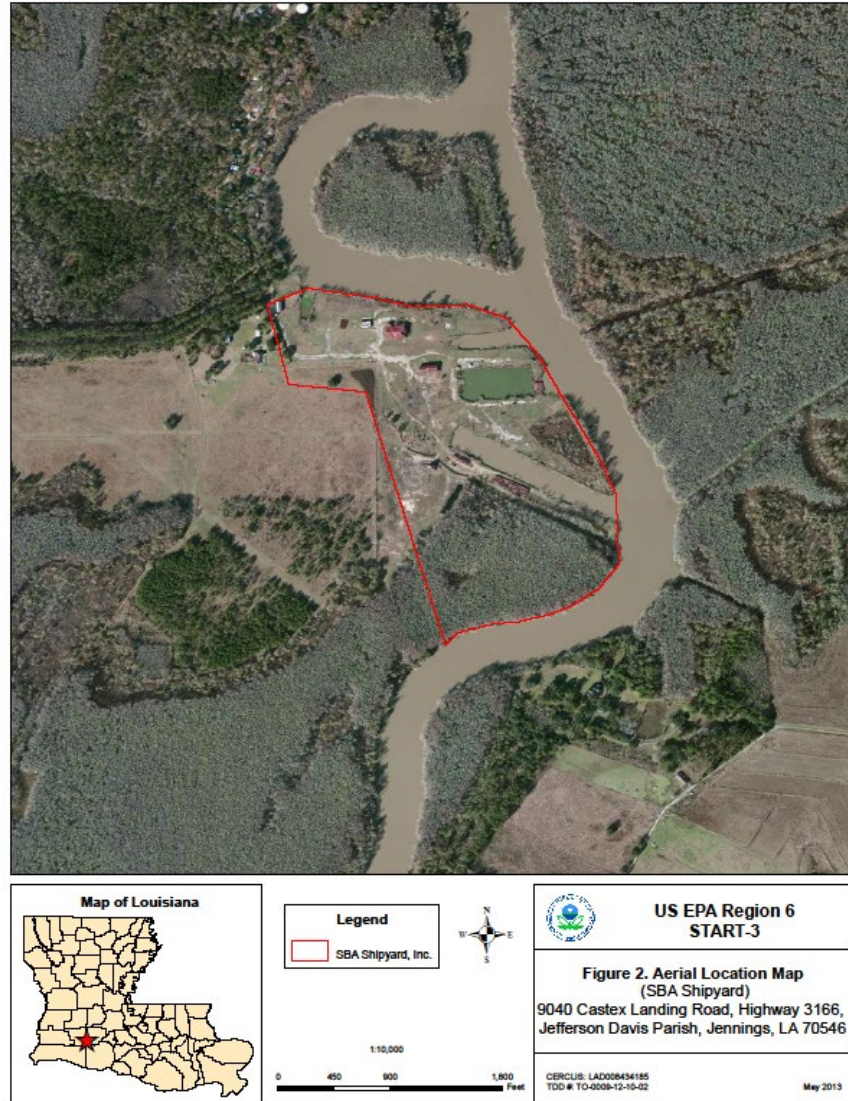 Map of Louisiana
Legend
SBA Shipyard, Inc.
N
W
E
S
1:10,000
0 450 900 1,800
Feet
US EPA Region 6
START-3
Figure 2. Aerial Location Map
(SBA Shipyard)
9040 Castex Landing Road, Highway 3166,
Jefferson Davis Parish, Jennings, LA 70546
CERCLIS: LAD008434185
TDD #: TO-0009-12-10-02
May 2013